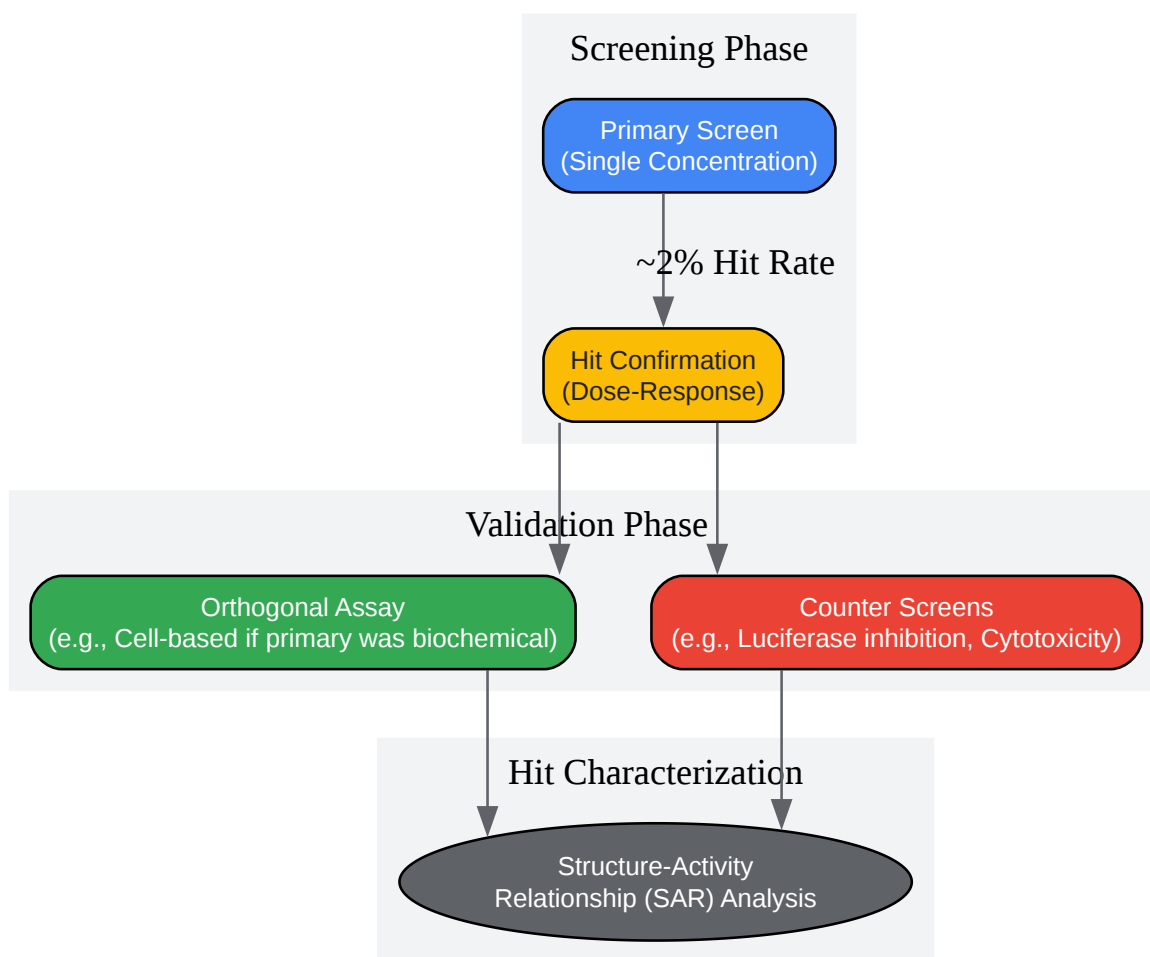 Screening Phase
Primary Screen
(Single Concentration)
~2% Hit Rate
Hit Confirmation
(Dose-Response)
Validation Phase
Orthogonal Assay
(e.g., Cell-based if primary was biochemical)
Counter Screens
(e.g., Luciferase inhibition, Cytotoxicity)
Hit Characterization
Structure-Activity
Relationship (SAR) Analysis